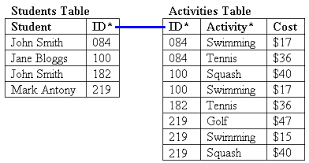 Students Table
Student ID*
John Smith 084
Jane Bloggs 100
John Smith 182
Mark Antony 219
Activities Table
ID* Activity* Cost
084 Swimming $17
084 Tennis $36
100 Squash $40
100 Swimming $17
182 Tennis $36
219 Golf $47
219 Swimming $15
219 Squash $40